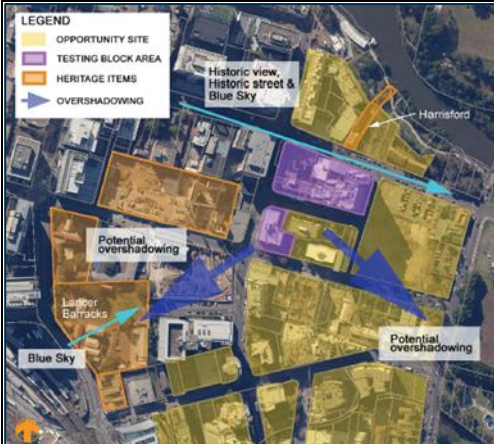 LEGEND
OPPORTUNITY SITE
TESTING BLOCK AREA
HERITAGE ITEMS
OVERSHADOWING
Historic view,
Historic street &
Blue Sky
Harrisford
Potential
overshadowing
Lancer
Barracks
Blue Sky
Potential
overshadowing